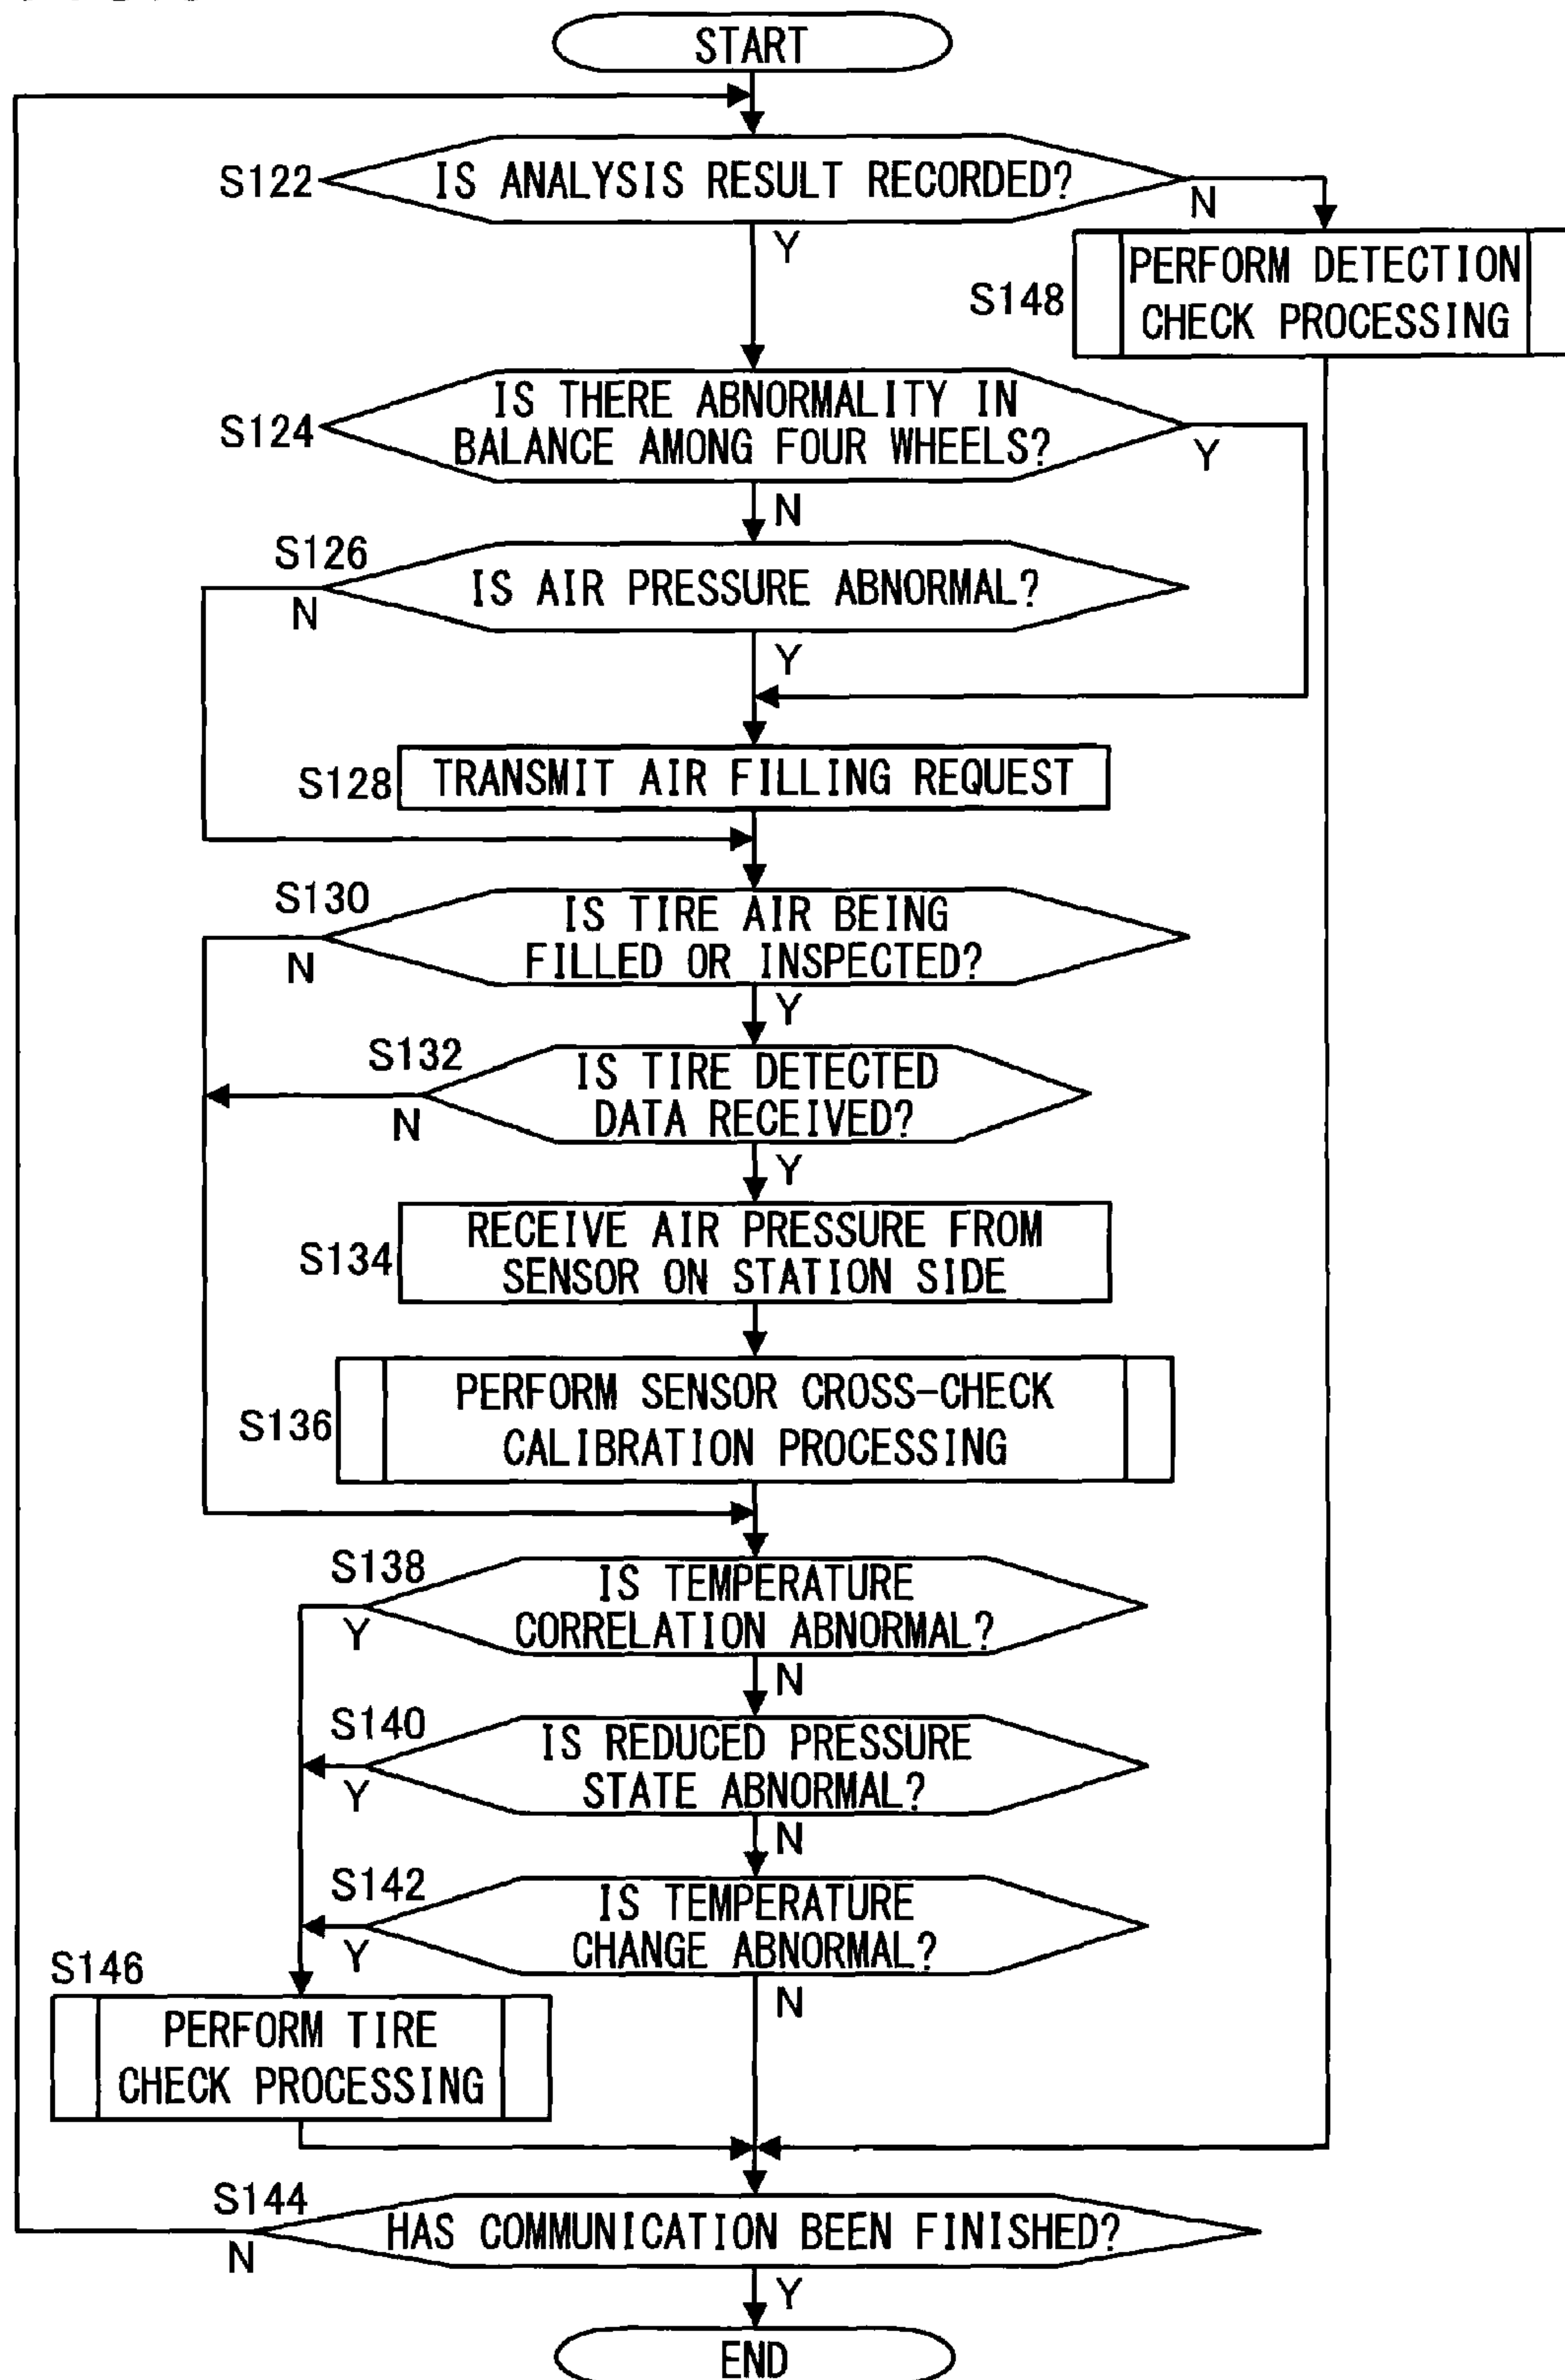 START
S122
IS ANALYSIS RESULT RECORDED?
N
Y
S148
PERFORM DETECTION
CHECK PROCESSING
S124
IS THERE ABNORMALITY IN
BALANCE AMONG FOUR WHEELS?
Y
N
S126
IS AIR PRESSURE ABNORMAL?
N
Y
S128
TRANSMIT AIR FILLING REQUEST
S130
IS TIRE AIR BEING
FILLED OR INSPECTED?
N
Y
S132
IS TIRE DETECTED
DATA RECEIVED?
N
Y
S134
RECEIVE AIR PRESSURE FROM
SENSOR ON STATION SIDE
S136
PERFORM SENSOR CROSS-CHECK
CALIBRATION PROCESSING
S138
IS TEMPERATURE
CORRELATION ABNORMAL?
Y
N
S140
IS REDUCED PRESSURE
STATE ABNORMAL?
Y
N
S142
IS TEMPERATURE
CHANGE ABNORMAL?
Y
N
S146
PERFORM TIRE
CHECK PROCESSING
S144
HAS COMMUNICATION BEEN FINISHED?
N
Y
END